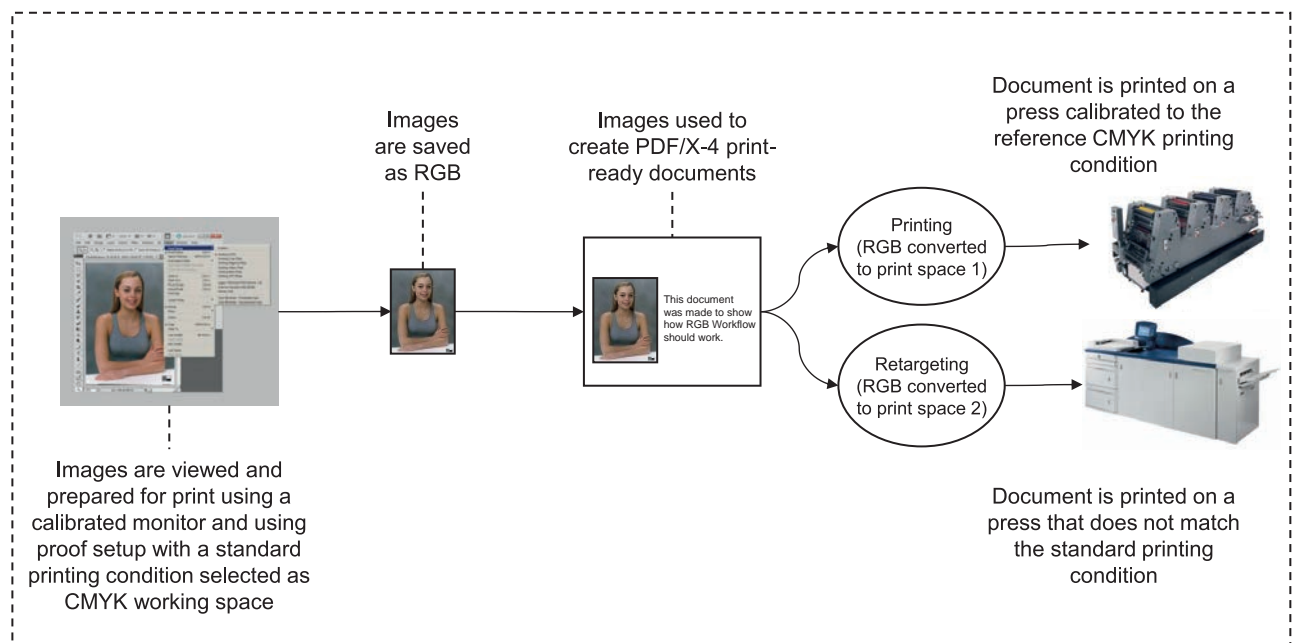 Images
are saved
as RGB
Images used to
create PDF/X-4 print-
ready documents
Document is printed on a
press calibrated to the
reference CMYK printing
condition
This document
was made to show
how RGB Workflow
should work.
Printing
(RGB converted
to print space 1)
Retargeting
(RGB converted
to print space 2)
Images are viewed and
prepared for print using a
calibrated monitor and using
proof setup with a standard
printing condition selected as
CMYK working space
Document is printed on a
press that does not match
the standard printing
condition